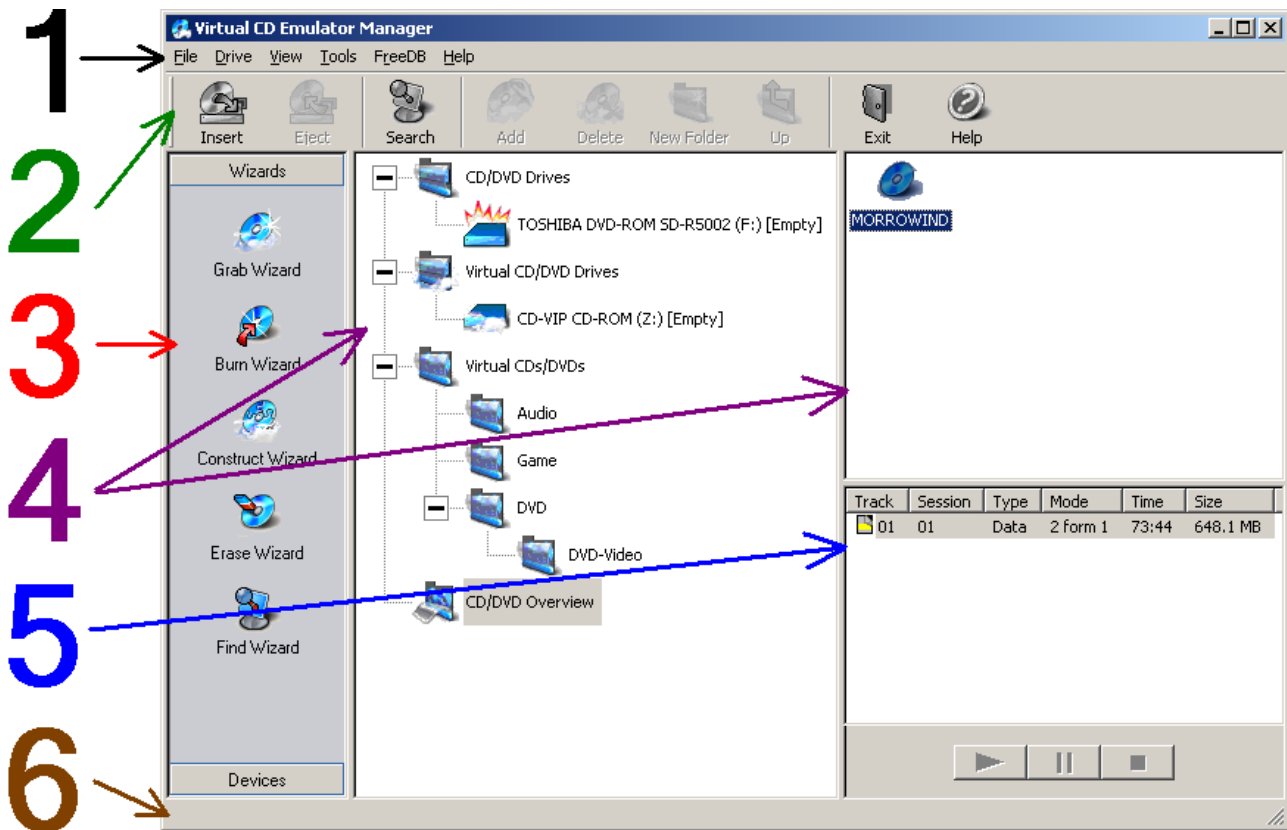 1
2
3
4
5
6
Virtual CD Emulator Manager
File Drive View Tools FreeDB Help
Insert Eject Search Add Delete New Folder Up Exit Help
Wizards
Grab Wizard
Burn Wizard
Construct Wizard
Erase Wizard
Find Wizard
Devices
CD/DVD Drives
TOSHIBA DVD-ROM SD-R5002 (F:) [Empty]
Virtual CD/DVD Drives
CD-VIP CD-ROM (Z:) [Empty]
Virtual CDs/DVDs
Audio
Game
DVD
DVD-Video
CD/DVD Overview
MORROWIND
Track Session Type Mode Time Size
01 01 Data 2 form 1 73:44 648.1 MB